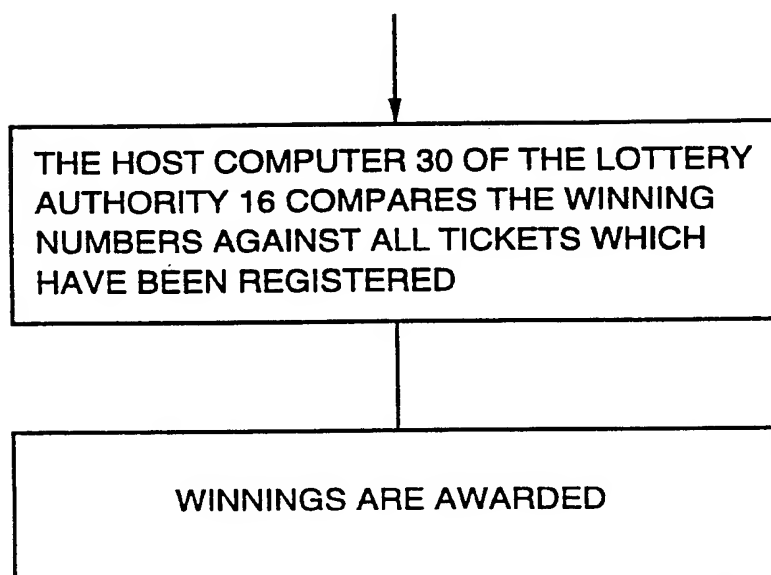 THE HOST COMPUTER 30 OF THE LOTTERY
AUTHORITY 16 COMPARES THE WINNING
NUMBERS AGAINST ALL TICKETS WHICH
HAVE BEEN REGISTERED
WINNINGS ARE AWARDED